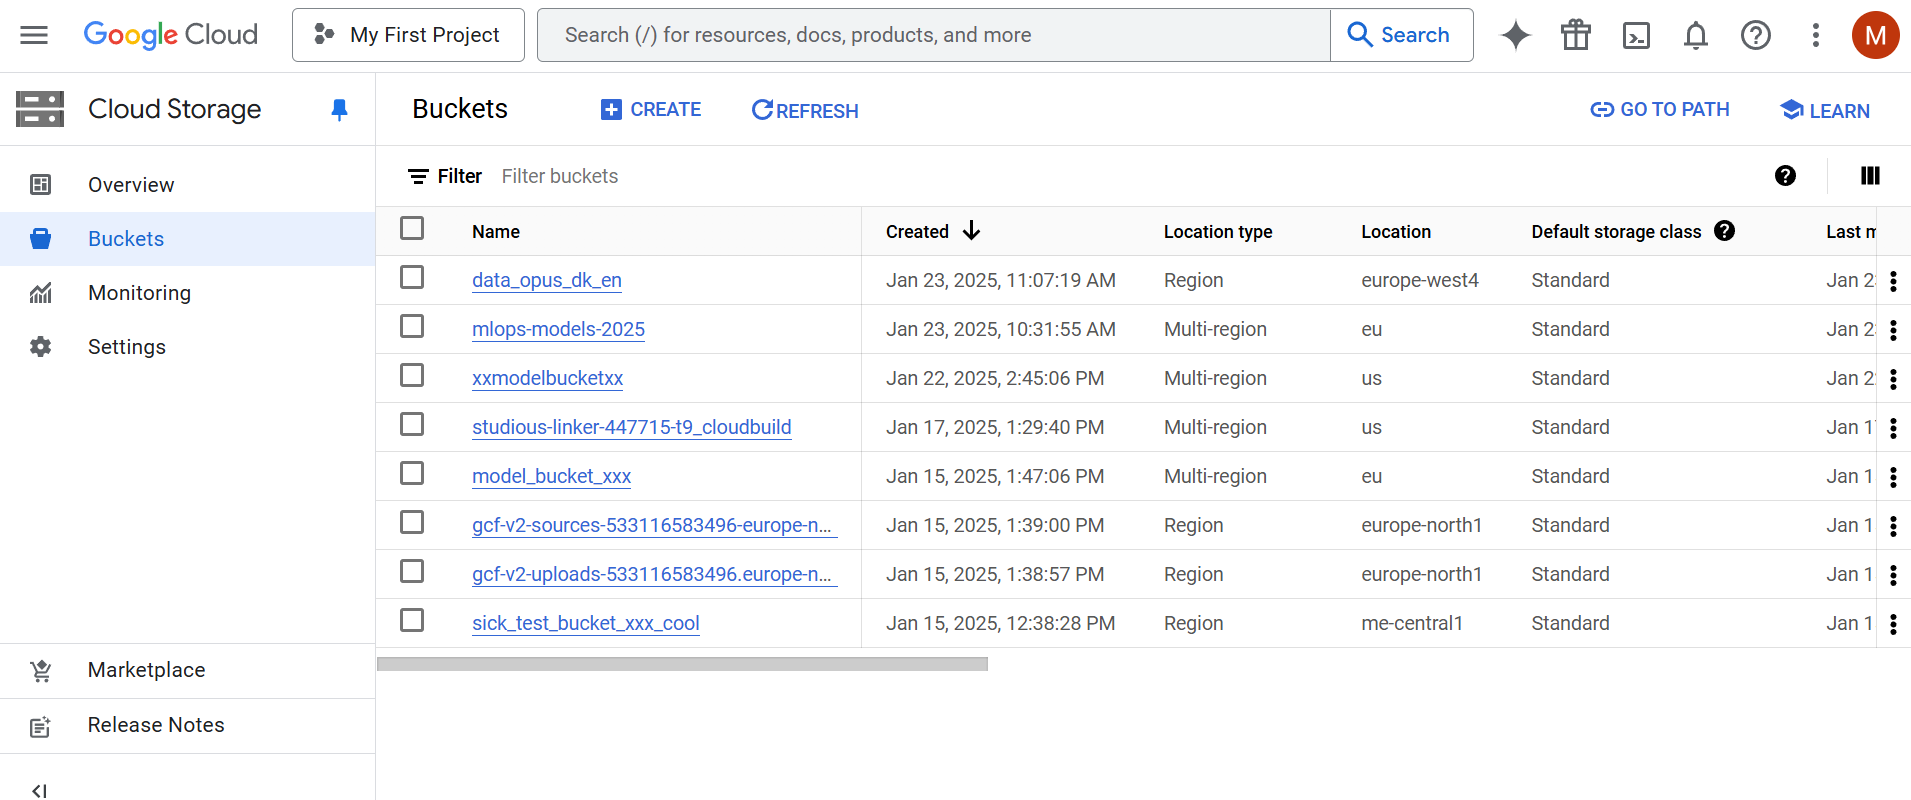 Google Cloud My First Project Search (/) for resources, docs, products, and more Search M
Cloud Storage
Buckets CREATE REFRESH GO TO PATH LEARN
Overview
Buckets
Monitoring
Settings
Marketplace
Release Notes
Filter Filter buckets
Name Created Location type Location Default storage class Last m
data_opus_dk_en Jan 23, 2025, 11:07:19 AM Region europe-west4 Standard Jan 2
mlops-models-2025 Jan 23, 2025, 10:31:55 AM Multi-region eu Standard Jan 2
xxmodelbucketxx Jan 22, 2025, 2:45:06 PM Multi-region us Standard Jan 2
studious-linker-447715-t9_cloudbuild Jan 17, 2025, 1:29:40 PM Multi-region us Standard Jan 1
model_bucket_xxx Jan 15, 2025, 1:47:06 PM Multi-region eu Standard Jan 1
gcf-v2-sources-533116583496-europe-n... Jan 15, 2025, 1:39:00 PM Region europe-north1 Standard Jan 1
gcf-v2-uploads-533116583496.europe-n... Jan 15, 2025, 1:38:57 PM Region europe-north1 Standard Jan 1
sick_test_bucket_xxx_cool Jan 15, 2025, 12:38:28 PM Region me-central1 Standard Jan 1